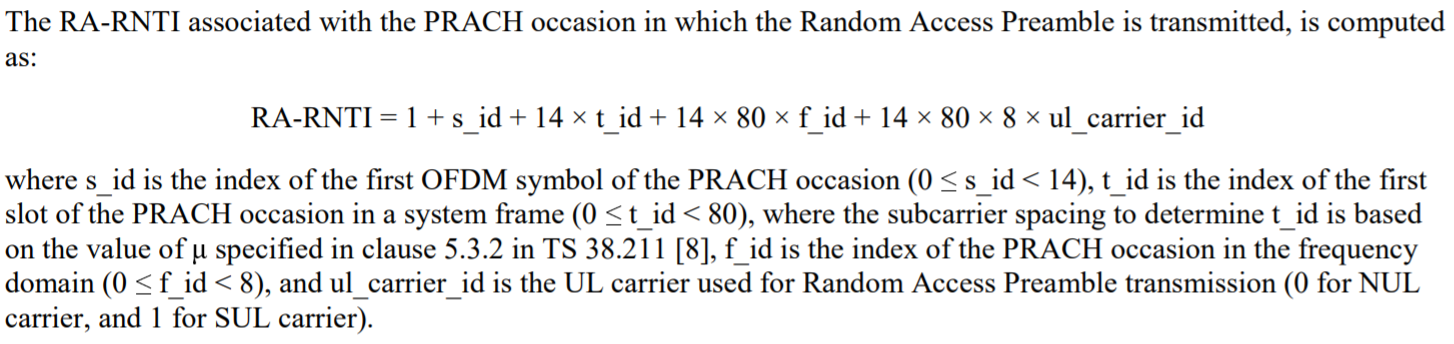 The RA-RNTI associated with the PRACH occasion in which the Random Access Preamble is transmitted, is computed
as:
RA-RNTI = 1 + s_id + 14 × t_id + 14 × 80 × f_id + 14 × 80 × 8 × ul_carrier_id
where s_id is the index of the first OFDM symbol of the PRACH occasion (0 ≤ s_id < 14), t_id is the index of the first
slot of the PRACH occasion in a system frame (0 ≤ t_id < 80), where the subcarrier spacing to determine t_id is based
on the value of μ specified in clause 5.3.2 in TS 38.211 [8], f_id is the index of the PRACH occasion in the frequency
domain (0 ≤ f_id < 8), and ul_carrier_id is the UL carrier used for Random Access Preamble transmission (0 for NUL
carrier, and 1 for SUL carrier).